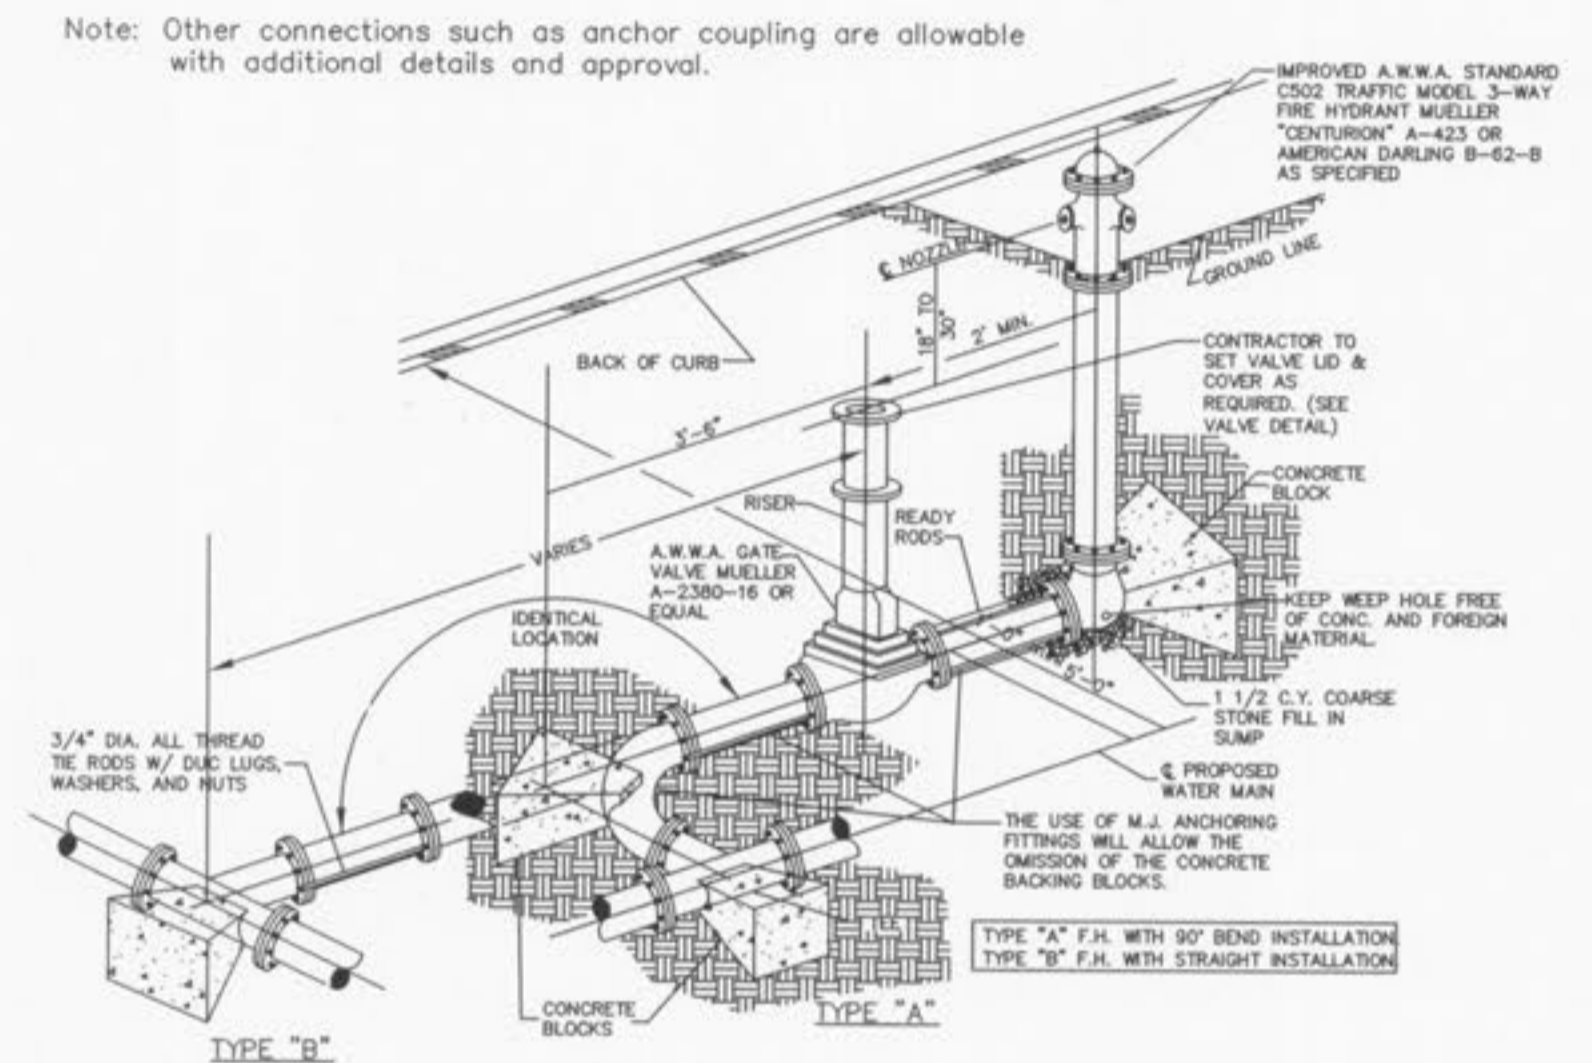 Note: Other connections such as anchor coupling are allowable
with additional details and approval.
IMPROVED A.W.W.A. STANDARD
C502 TRAFFIC MODEL 3-WAY
FIRE HYDRANT MUELLER
"CENTURION" A-423 OR
AMERICAN DARLING B-62-B
AS SPECIFIED
℄ NOZZLE
GROUND LINE
18" TO
30"
2' MIN.
BACK OF CURB
CONTRACTOR TO
SET VALVE LID &
COVER AS
REQUIRED. (SEE
VALVE DETAIL)
3'-6"
CONCRETE
BLOCK
RISER
READY
RODS
VARIES
A.W.W.A. GATE
VALVE MUELLER
A-2380-16 OR
EQUAL
IDENTICAL
LOCATION
KEEP WEEP HOLE FREE
OF CONC. AND FOREIGN
MATERIAL
5'-0"
1 1/2 C.Y. COARSE
STONE FILL IN
SUMP
3/4" DIA. ALL THREAD
TIE RODS W/ DUC LUGS,
WASHERS, AND NUTS
℄ PROPOSED
WATER MAIN
THE USE OF M.J. ANCHORING
FITTINGS WILL ALLOW THE
OMISSION OF THE CONCRETE
BACKING BLOCKS.
TYPE "A" F.H. WITH 90° BEND INSTALLATION
TYPE "B" F.H. WITH STRAIGHT INSTALLATION
CONCRETE
BLOCKS
TYPE "A"
TYPE "B"